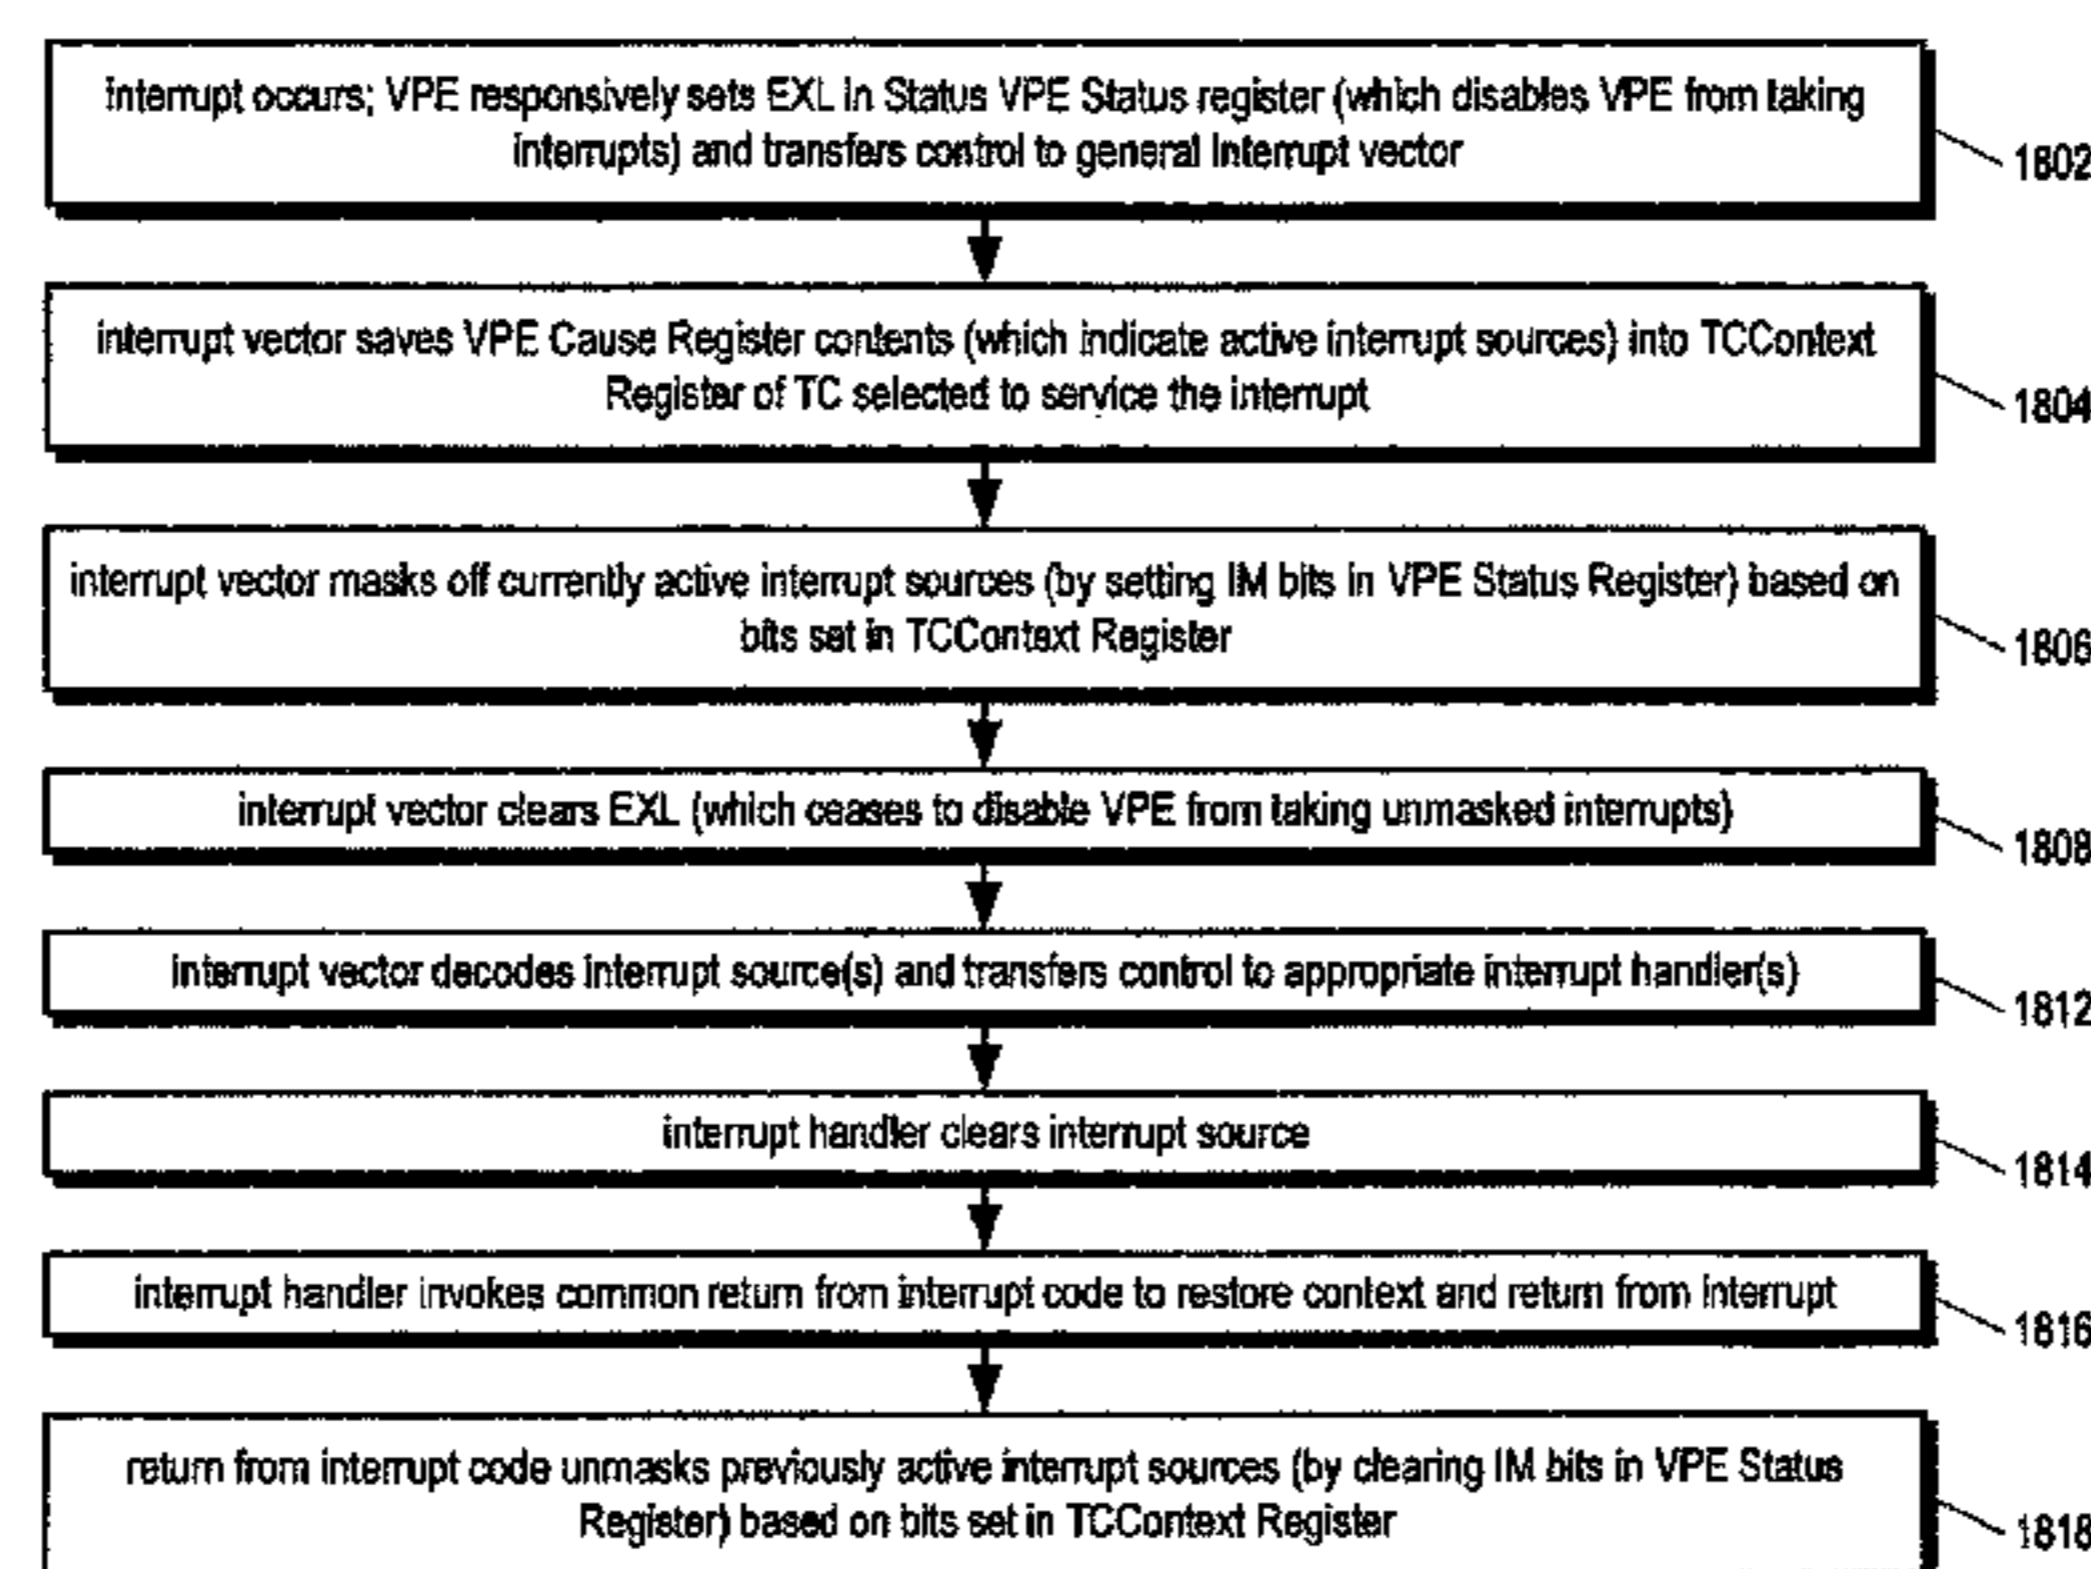 interrupt occurs; VPE responsively sets EXL in Status VPE Status register (which disables VPE from taking
interrupts) and transfers control to general interrupt vector
1802
interrupt vector saves VPE Cause Register contents (which indicate active interrupt sources) into TCContext
Register of TC selected to service the interrupt
1804
interrupt vector masks off currently active interrupt sources (by setting IM bits in VPE Status Register) based on
bits set in TCContext Register
1806
interrupt vector clears EXL (which ceases to disable VPE from taking unmasked interrupts)
1808
interrupt vector decodes interrupt source(s) and transfers control to appropriate interrupt handler(s)
1812
interrupt handler clears interrupt source
1814
interrupt handler invokes common return from interrupt code to restore context and return from interrupt
1816
return from interrupt code unmasks previously active interrupt sources (by clearing IM bits in VPE Status
Register) based on bits set in TCContext Register
1818